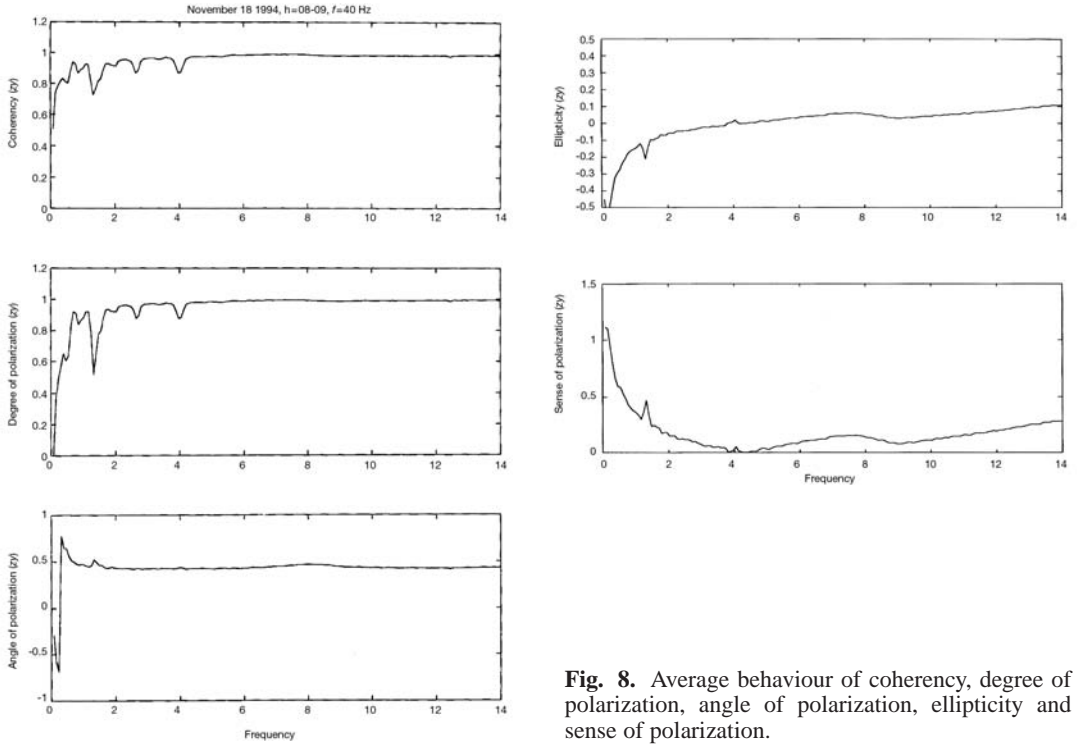 November 18 1994, h=08-09, f=40 Hz
Coherency (zy)
1.2
1
0.8
0.6
0.4
0.2
0
0 2 4 6 8 10 12 14
Degree of polarization (zy)
1.2
1
0.8
0.6
0.4
0.2
0
0 2 4 6 8 10 12 14
Angle of polarization (zy)
1
0.5
0
-0.5
-1
0 2 4 6 8 10 12 14
Frequency
Ellipticity (zy)
0.5
0.4
0.3
0.2
0.1
0
-0.1
-0.2
-0.3
-0.4
-0.5
0 2 4 6 8 10 12 14
Sense of polarization (zy)
1.5
1
0.5
0
0 2 4 6 8 10 12 14
Frequency
Fig. 8. Average behaviour of coherency, degree of
polarization, angle of polarization, ellipticity and
sense of polarization.